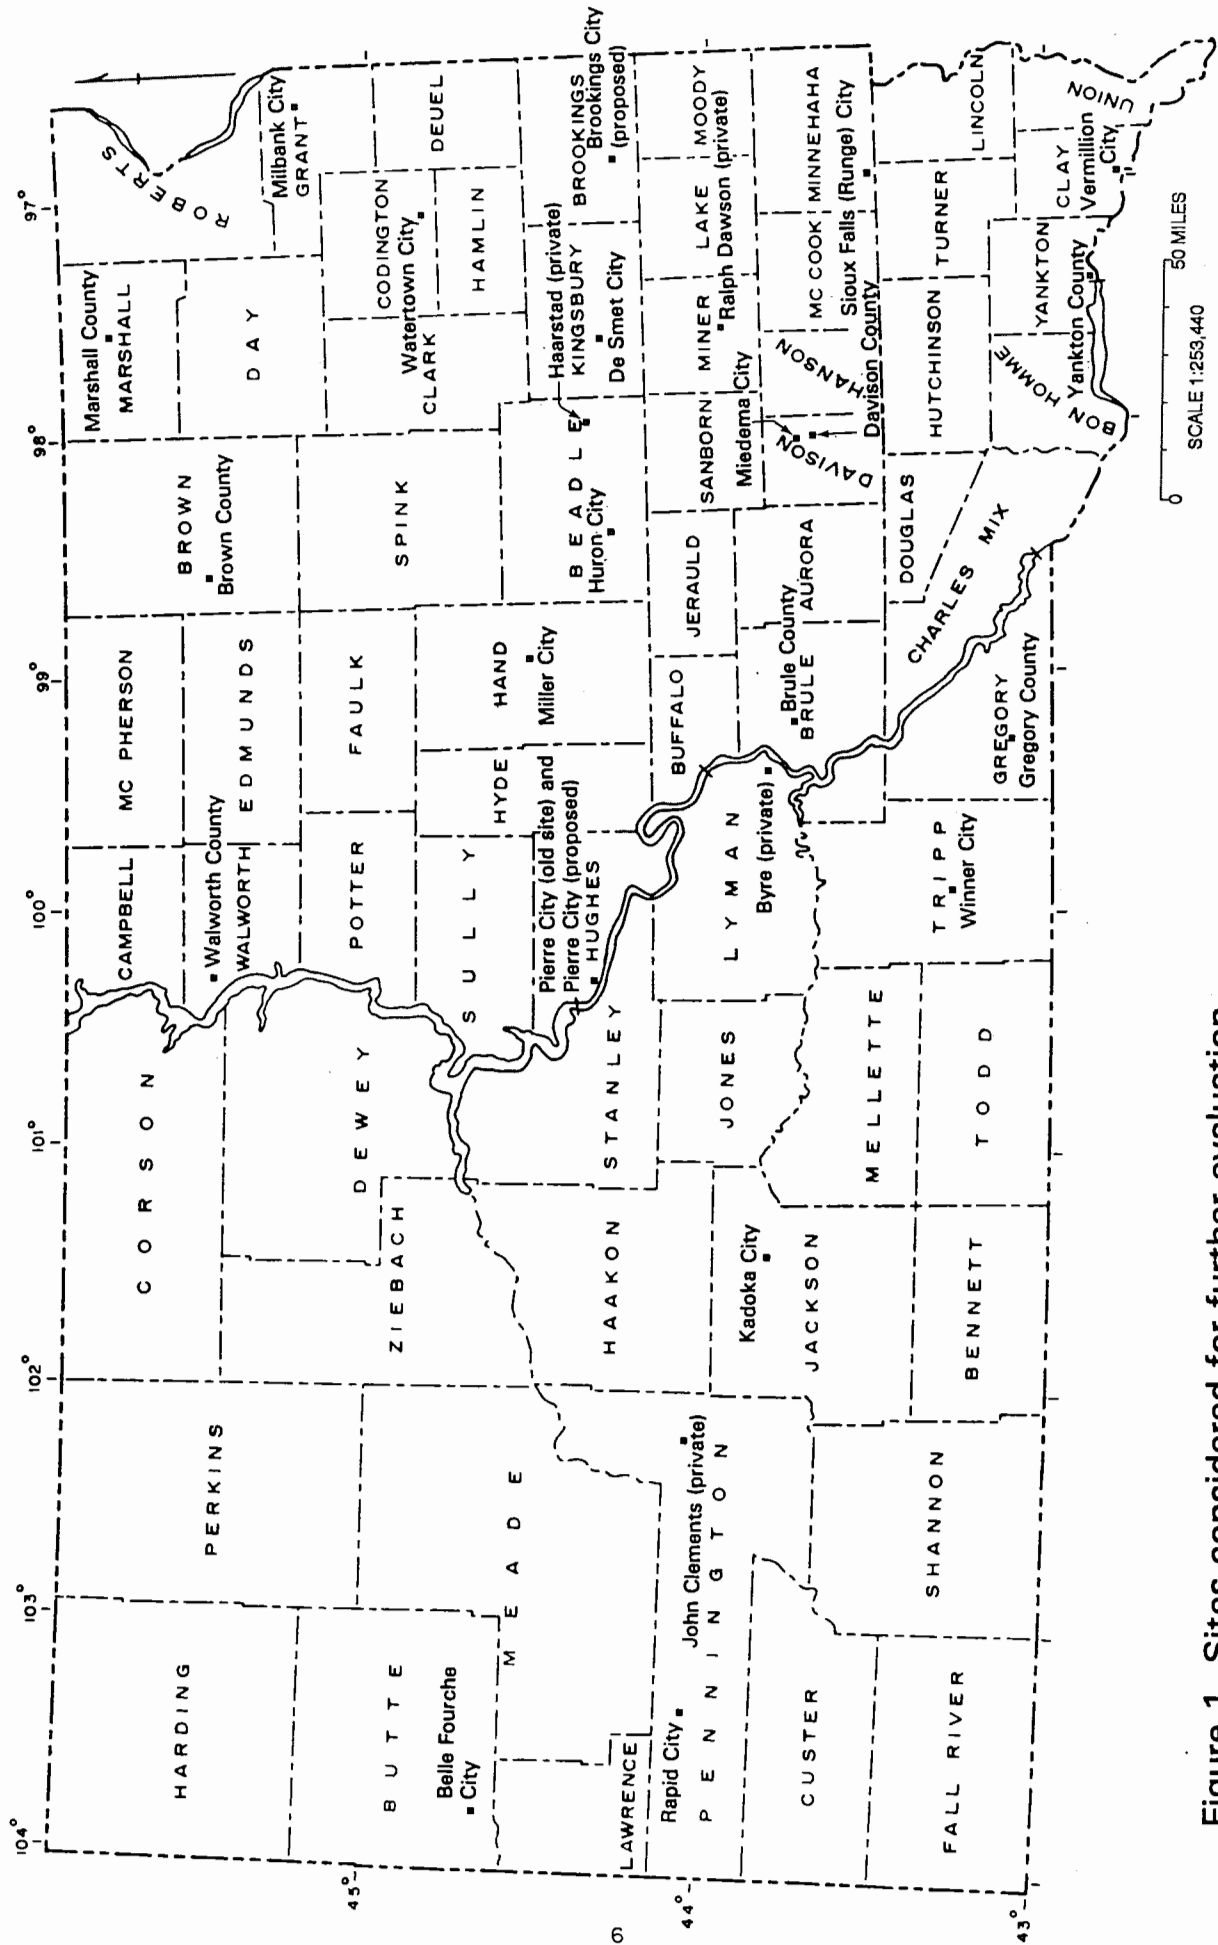 104°
103°
102°
101°
100°
99°
98°
97°
45°
44°
43°
HARDING
PERKINS
CORSON
CAMPBELL
MC PHERSON
BROWN
Brown County
Marshall County
MARSHALL
ROBERTS
DAY
Milbank City
GRANT
Walworth County
WALWORTH
EDMUNDS
BUTTE
Belle Fourche
City
MEADE
ZIEBACH
DEWEY
POTTER
FAULK
SPINK
CODINGTON
Watertown City
CLARK
DEUEL
HAMLIN
SULLY
HYDE
HAND
Miller City
BEADLE
Huron City
Haarstad (private)
KINGSBURY
De Smet City
BROOKINGS
Brookings City
(proposed)
LAWRENCE
HAAKON
STANLEY
Pierre City (old site) and
Pierre City (proposed)
HUGHES
Rapid City
PENNINGTON
John Clements (private)
Kadoka City
JACKSON
JONES
LYMAN
Byre (private)
BUFFALO
JERAULD
SANBORN
Miedema City
MINER
Ralph Dawson (private)
LAKE
MOODY
Brule County
BRULE
AURORA
DAVISON
Davison County
HANSON
MC COOK
MINNEHAHA
Sioux Falls (Runge) City
CUSTER
SHANNON
FALL RIVER
BENNETT
MELLETTE
TODD
TRIPP
Winner City
GREGORY
Gregory County
CHARLES MIX
DOUGLAS
HUTCHINSON
TURNER
LINCOLN
BON HOMME
YANKTON
Yankton County
CLAY
Vermillion
City
UNION
0
50 MILES
SCALE 1:253,440
6
Figure 1. Sites considered for further evaluation